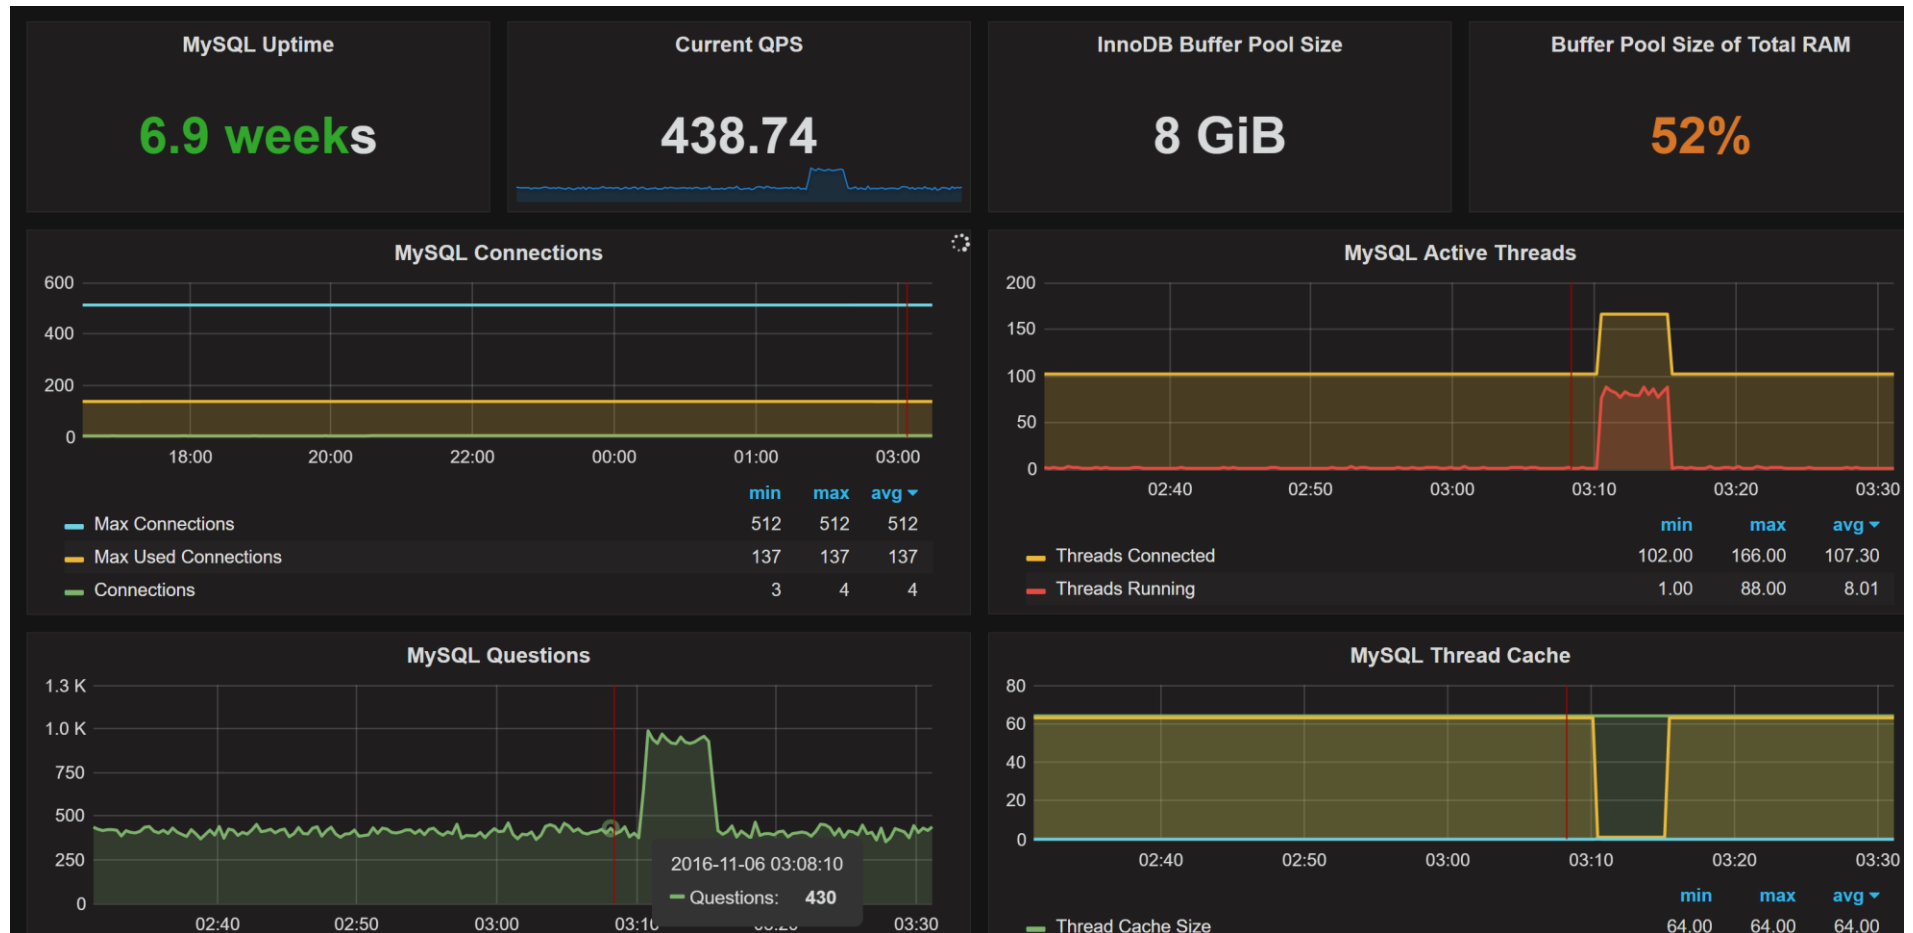 MySQL Uptime
6.9 weeks
Current QPS
438.74
InnoDB Buffer Pool Size
8 GiB
Buffer Pool Size of Total RAM
52%
MySQL Connections
600
400
200
0
18:00 20:00 22:00 00:00 01:00 03:00
min max avg
Max Connections 512 512 512
Max Used Connections 137 137 137
Connections 3 4 4
MySQL Active Threads
200
150
100
50
0
02:40 02:50 03:00 03:10 03:20 03:30
min max avg
Threads Connected 102.00 166.00 107.30
Threads Running 1.00 88.00 8.01
MySQL Questions
1.3 K
1.0 K
750
500
250
0
2016-11-06 03:08:10
Questions: 430
02:40 02:50 03:00 03:10 03:30
MySQL Thread Cache
80
60
40
20
0
02:40 02:50 03:00 03:10 03:20 03:30
min max avg
Thread Cache Size 64.00 64.00 64.00